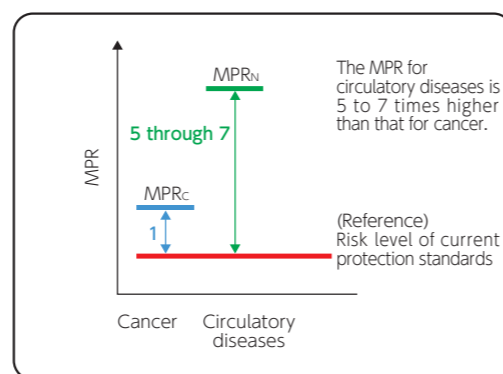 MPR
MPRN
5 through 7
MPRC
1
Cancer
Circulatory
diseases
The MPR for
circulatory diseases is
5 to 7 times higher
than that for cancer.
(Reference)
Risk level of current
protection standards